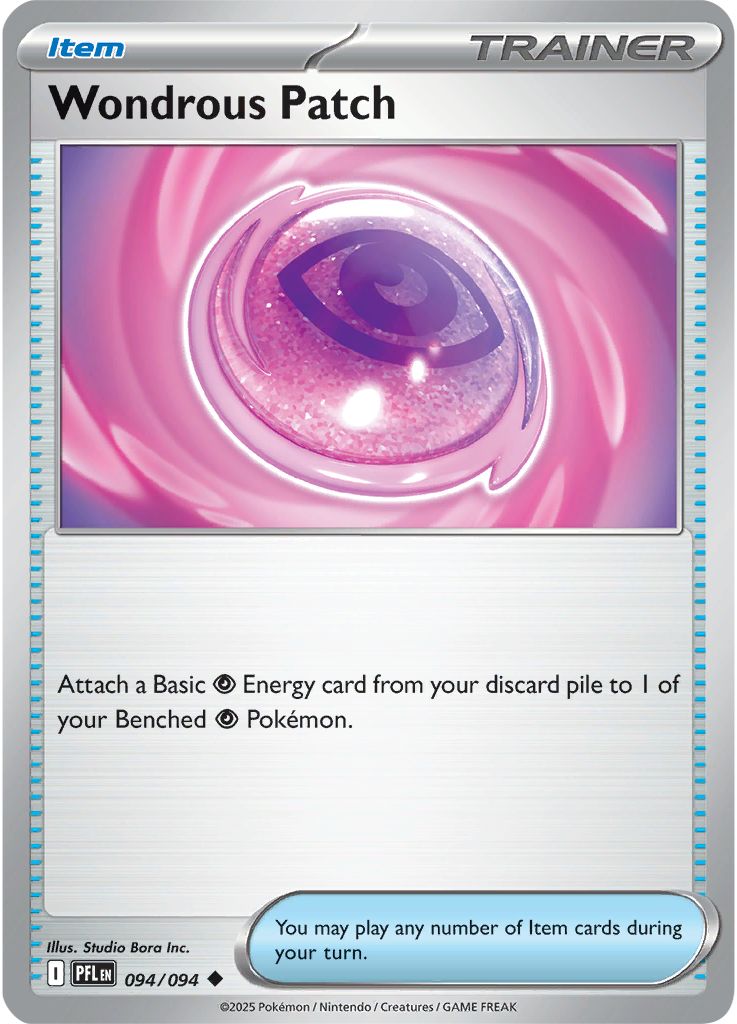 Item
TRAINER
Wondrous Patch
Attach a Basic Energy card from your discard pile to 1 of
your Benched Pokémon.
You may play any number of Item cards during
your turn.
Illus. Studio Bora Inc.
I PFL EN 094/094
©2025 Pokémon / Nintendo / Creatures / GAME FREAK